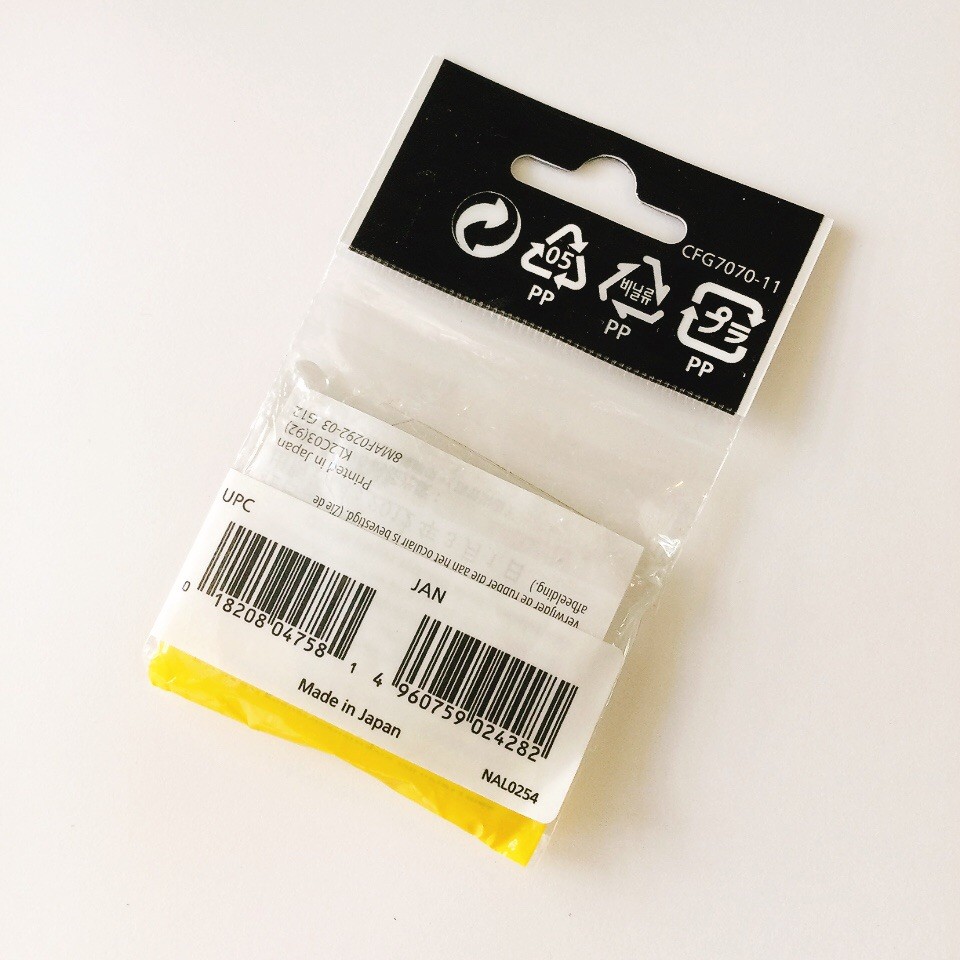 CFG7070-11
05
PP
비닐류
PP
プラ
PP
8MAF0292-03 G12
KL2C03(92)
Printed in Japan
verwijder de rubber die aan het oculair is bevestigd. (Zie de
afbeelding.)
UPC
0 18208 04758 1
JAN
4 960759 024282
Made in Japan
NAL0254